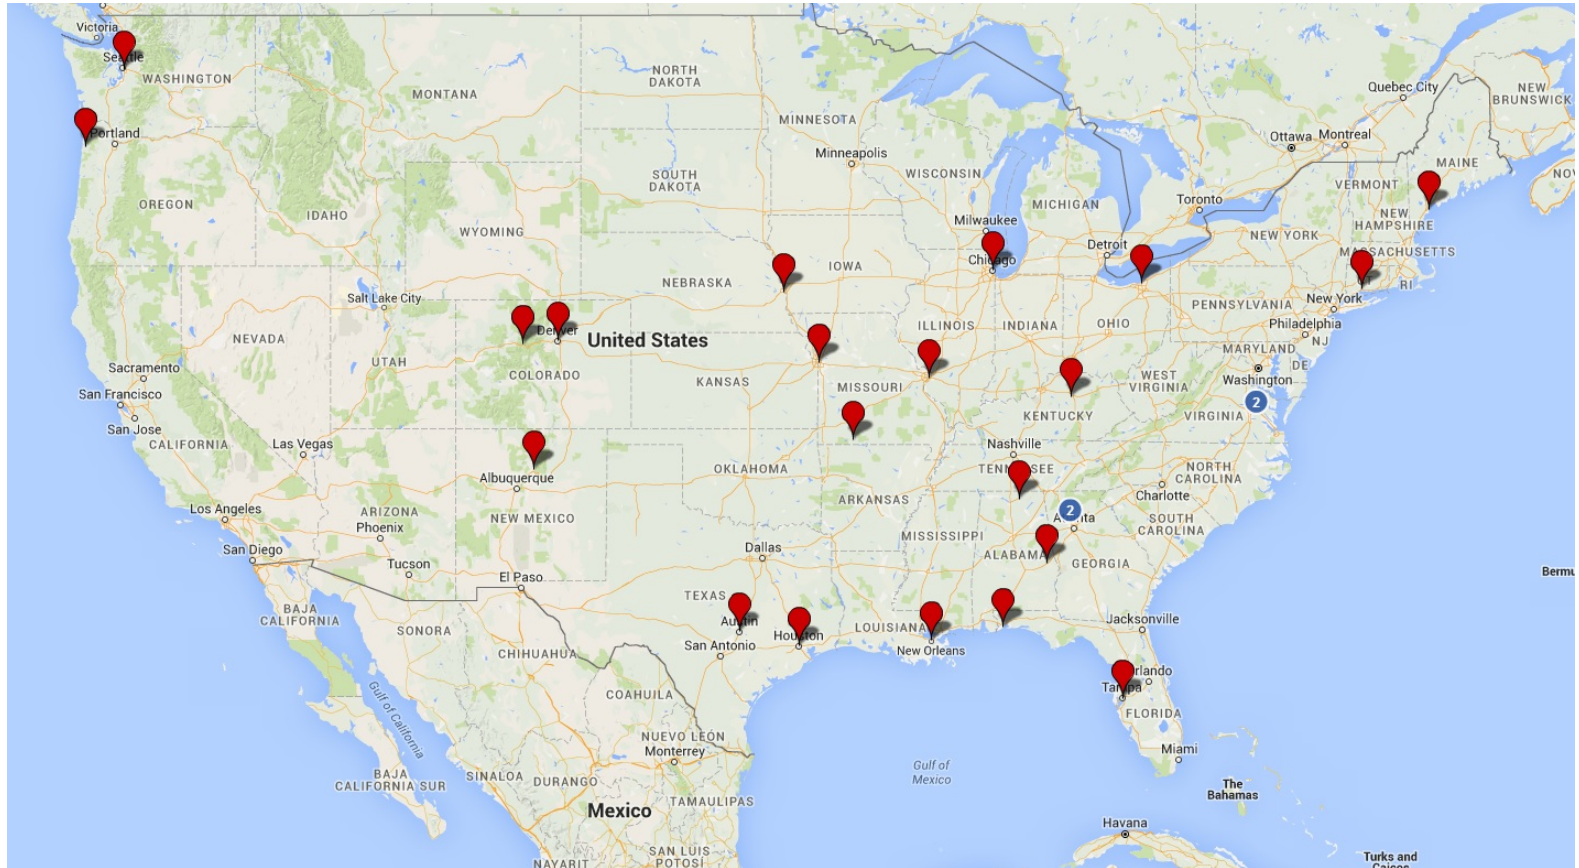 Victoria
Seattle
WASHINGTON
Portland
OREGON
IDAHO
MONTANA
NORTH
DAKOTA
MINNESOTA
Minneapolis
SOUTH
DAKOTA
WISCONSIN
Milwaukee
MICHIGAN
Toronto
Ottawa
Montreal
Quebec City
NEW
BRUNSWICK
MAINE
VERMONT
NEW
HAMPSHIRE
MASSACHUSETTS
RI
NEW YORK
WYOMING
NEBRASKA
IOWA
Chicago
Detroit
PENNSYLVANIA
New York
Philadelphia
NJ
Salt Lake City
NEVADA
UTAH
Denver
COLORADO
United States
KANSAS
MISSOURI
ILLINOIS
INDIANA
OHIO
WEST
VIRGINIA
MARYLAND
DE
Washington
VIRGINIA
2
KENTUCKY
Sacramento
San Francisco
San Jose
CALIFORNIA
Las Vegas
Los Angeles
San Diego
ARIZONA
Phoenix
Tucson
Albuquerque
NEW MEXICO
El Paso
OKLAHOMA
ARKANSAS
Nashville
TENNESSEE
NORTH
CAROLINA
Charlotte
SOUTH
CAROLINA
2
Atlanta
MISSISSIPPI
ALABAMA
GEORGIA
Dallas
TEXAS
Austin
San Antonio
Houston
LOUISIANA
New Orleans
Jacksonville
Orlando
Tampa
FLORIDA
Miami
BAJA
CALIFORNIA
SONORA
CHIHUAHUA
COAHUILA
Gulf of California
BAJA
CALIFORNIA SUR
SINALOA
DURANGO
NUEVO LEÓN
Monterrey
TAMAULIPAS
Mexico
NAYARIT
SAN LUIS
POTOSÍ
Gulf of
Mexico
The
Bahamas
Havana
Turks and
Bermu